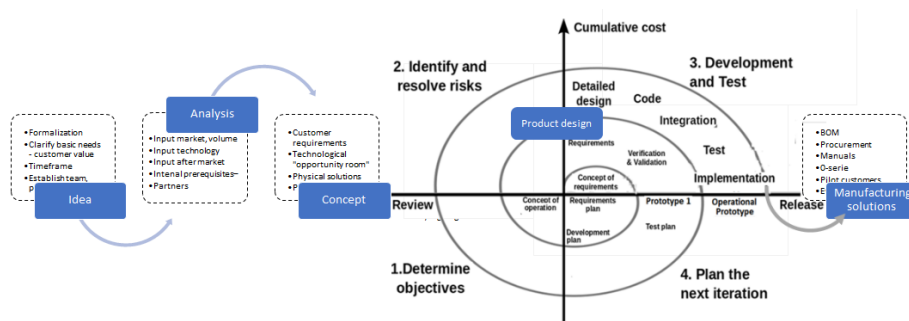 • Formalization
• Clarify basic needs
- customer value
• Timeframe
• Establish team,
Idea
Analysis
• Input market, volume
• Input technology
• Input after market
• Intenal prerequisites–
• Partners
• Customer
requirements
• Technological
"opportunity room"
• Physical solutions
Concept
Cumulative cost
2. Identify and
resolve risks
3. Development
and Test
Detailed
design
Code
Product design
Integration
Requirements
Verification
& Validation
Test
Concept of
requirements
Implementation
Review
Concept of
operation
Requirements
plan
Prototype 1
Operational
Prototype
Release
Development
plan
Test plan
1.Determine
objectives
4. Plan the
next iteration
• BOM
• Procurement
• Manuals
• 0-serie
• Pilot customers
Manufacturing
solutions